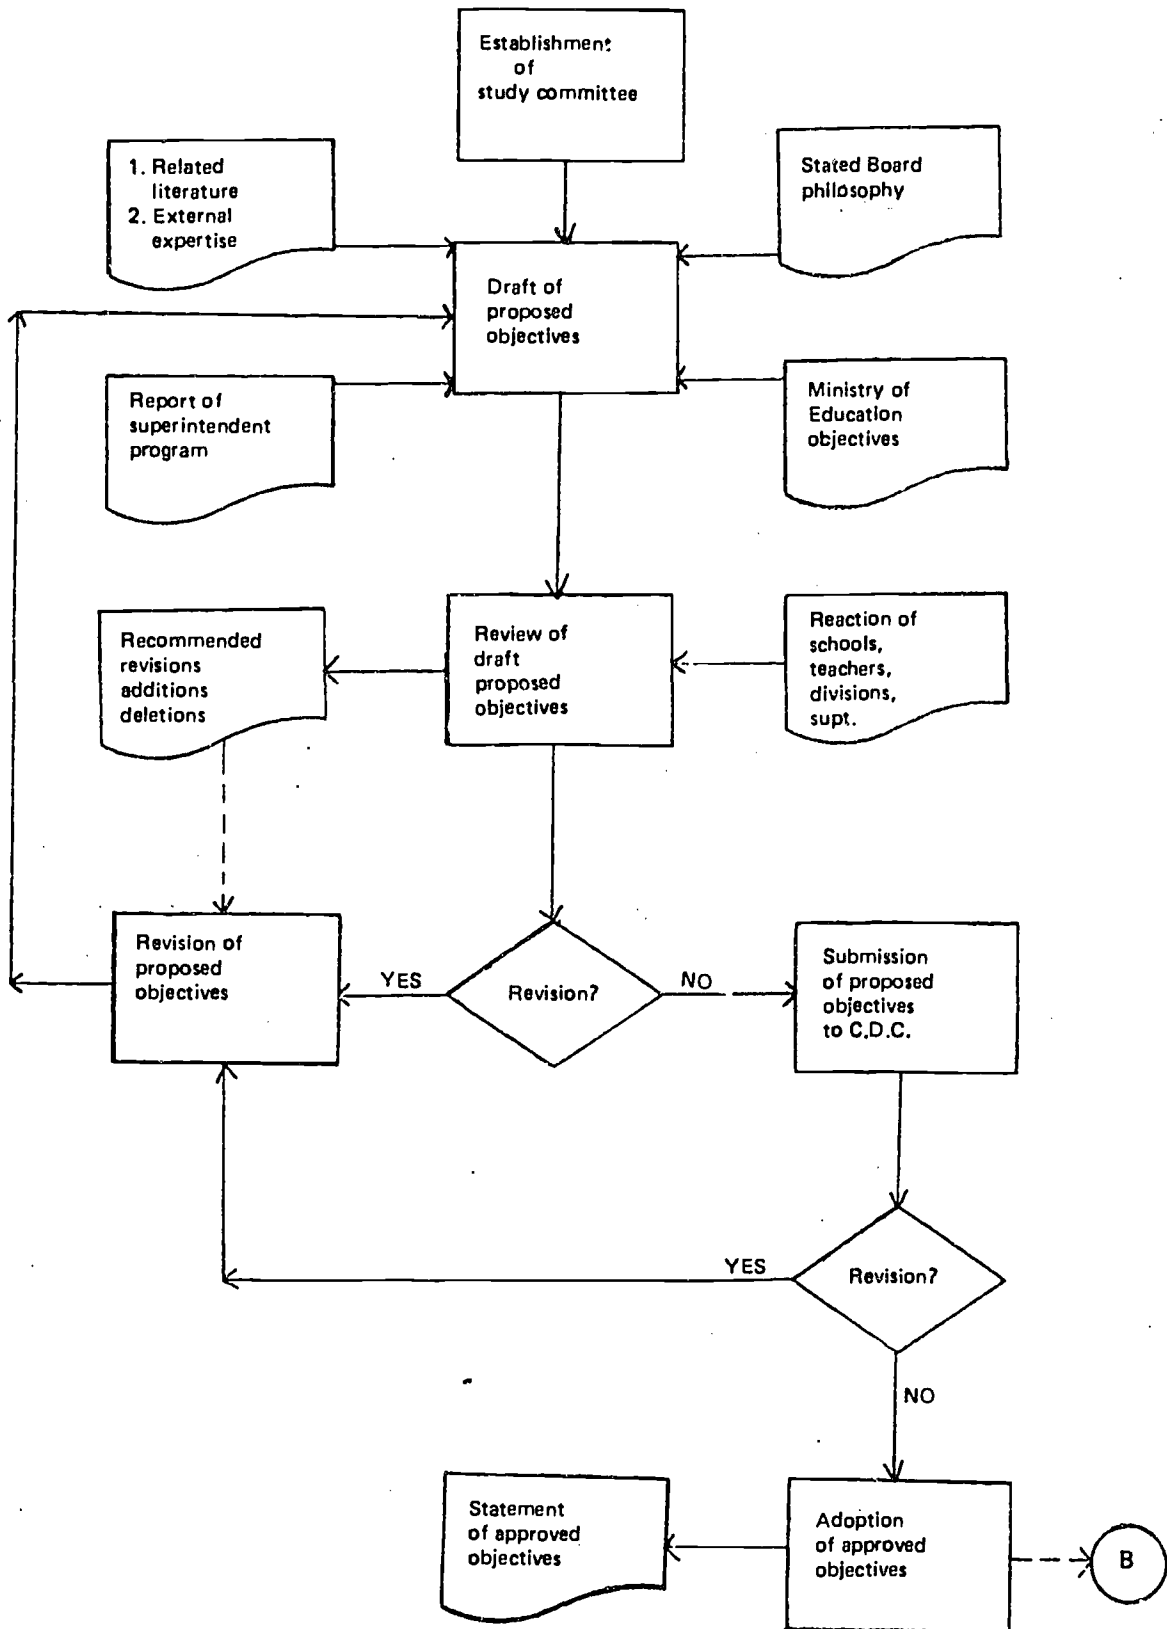 Establishment
of
study committee
1. Related
literature
2. External
expertise
Stated Board
philosophy
Draft of
proposed
objectives
Report of
superintendent
program
Ministry of
Education
objectives
Recommended
revisions
additions
deletions
Review of
draft
proposed
objectives
Reaction of
schools,
teachers,
divisions,
supt.
Revision of
proposed
objectives
YES
Revision?
NO
Submission
of proposed
objectives
to C.D.C.
YES
Revision?
NO
Statement
of approved
objectives
Adoption
of approved
objectives
B